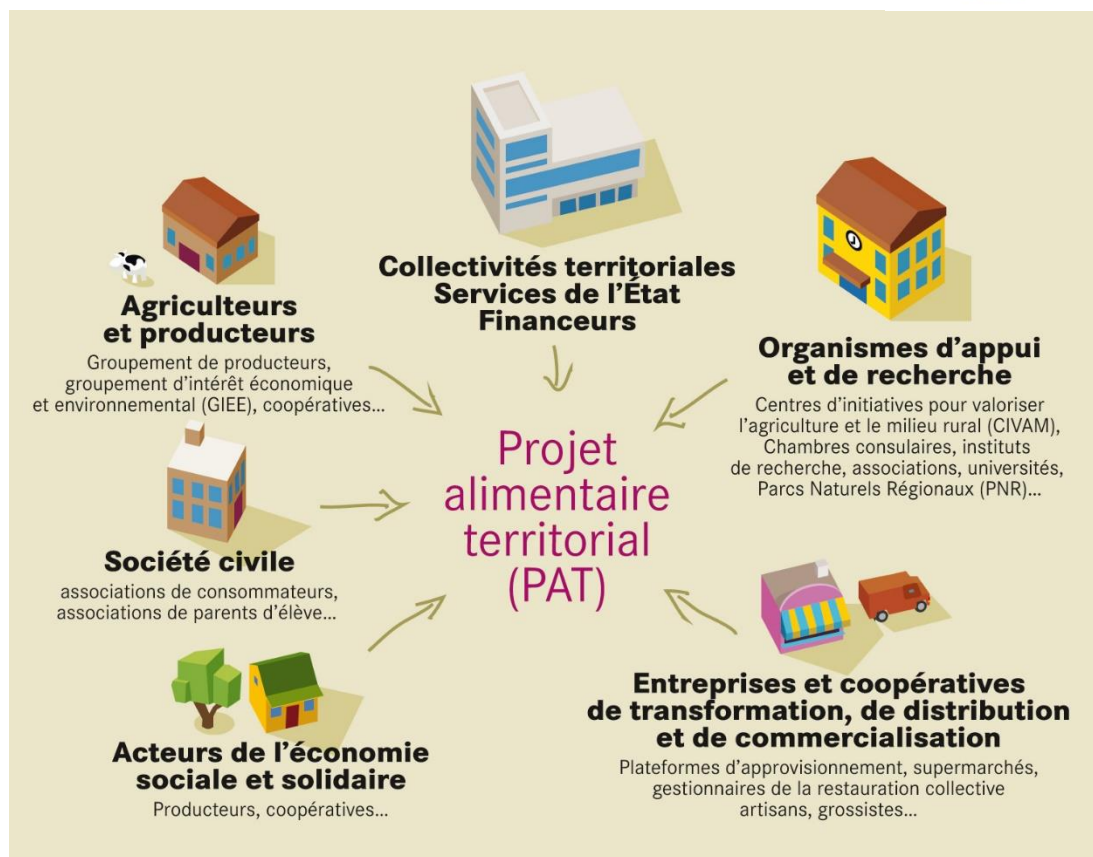 Collectivités territoriales
Services de l'État
Financeurs
Agriculteurs
et producteurs
Groupement de producteurs,
groupement d'intérêt économique
et environnemental (GIEE), coopératives...
Organismes d'appui
et de recherche
Centres d'initiatives pour valoriser
l'agriculture et le milieu rural (CIVAM),
Chambres consulaires, instituts
de recherche, associations, universités,
Parcs Naturels Régionaux (PNR)...
Projet
alimentaire
territorial
(PAT)
Société civile
associations de consommateurs,
associations de parents d'élève...
Acteurs de l'économie
sociale et solidaire
Producteurs, coopératives...
Entreprises et coopératives
de transformation, de distribution
et de commercialisation
Plateformes d'approvisionnement, supermarchés,
gestionnaires de la restauration collective
artisans, grossistes...